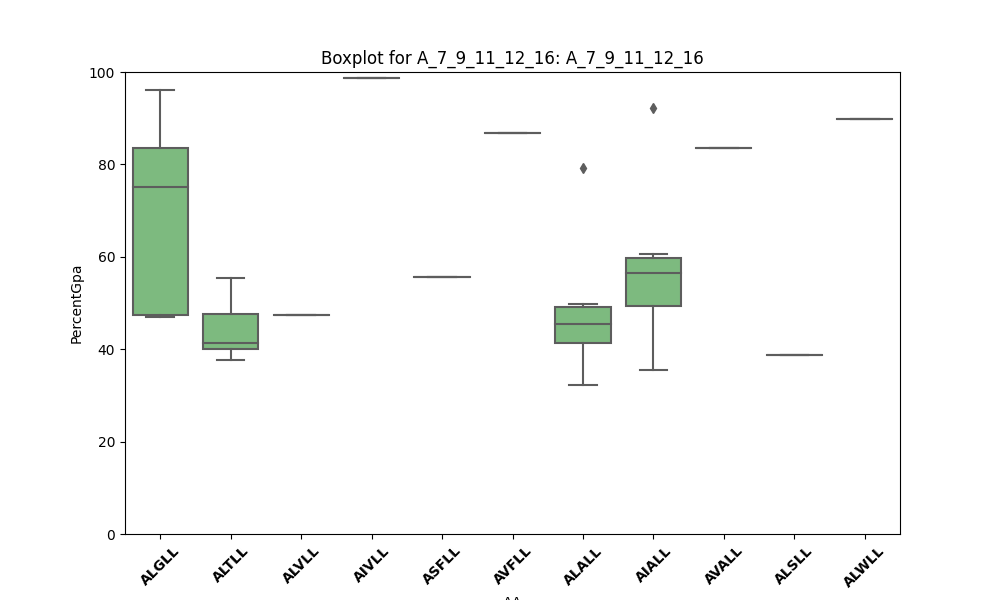 Boxplot for A_7_9_11_12_16: A_7_9_11_12_16
100
80
60
40
20
0
PercentGpa
ALGLL
ALTLL
ALVLL
AIVLL
ASFLL
AVFLL
ALALL
AIALL
AVALL
ALSLL
ALWLL